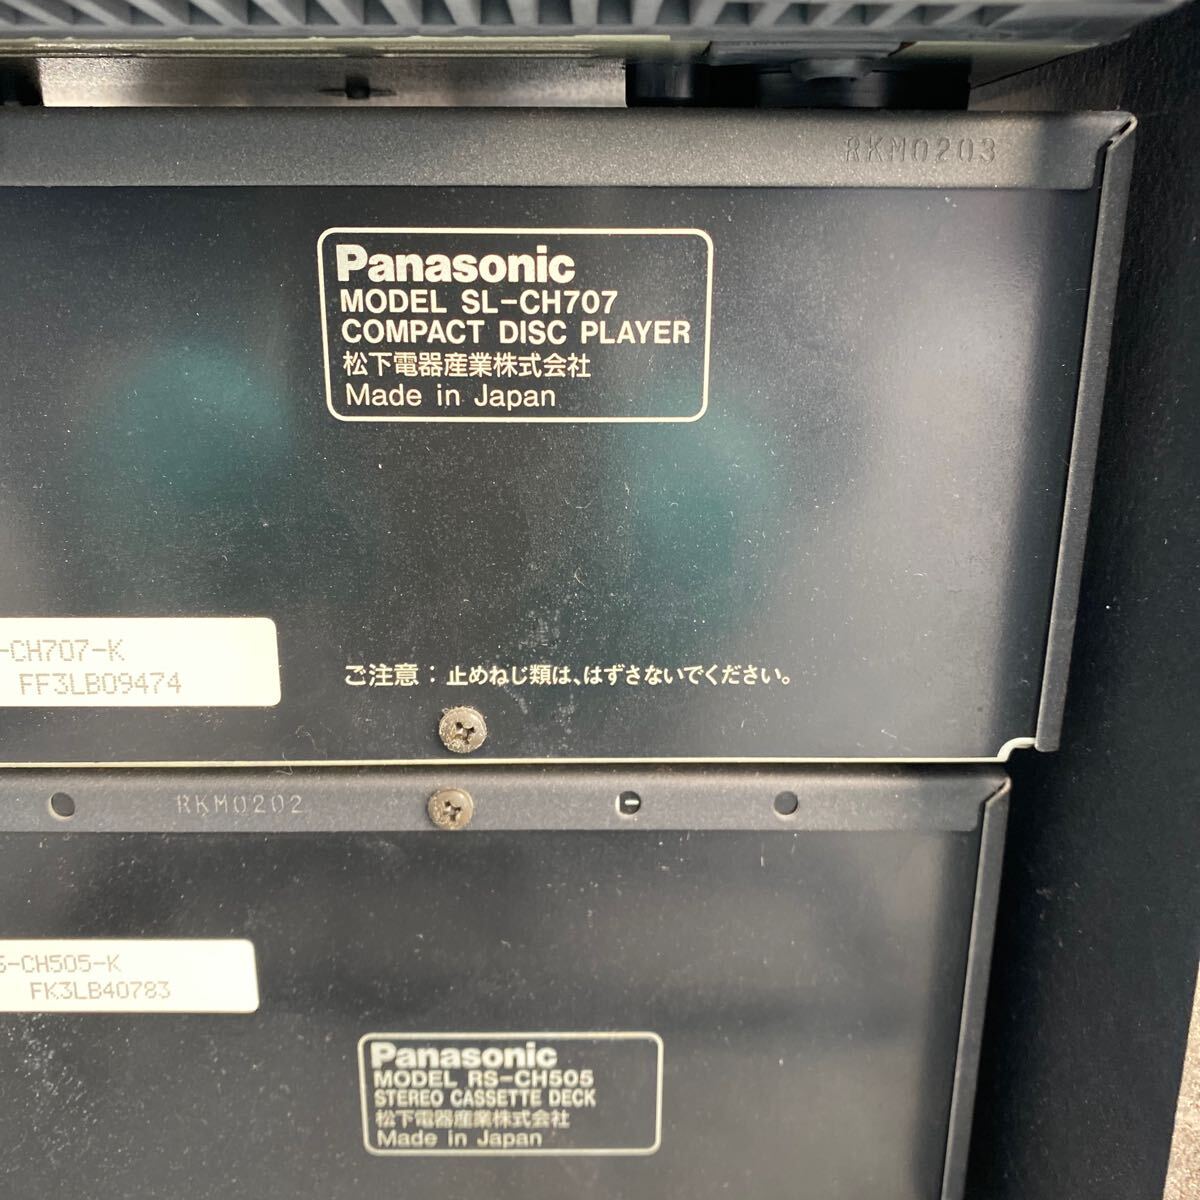 RKM0203
Panasonic
MODEL SL-CH707
COMPACT DISC PLAYER
松下電器産業株式会社
Made in Japan
-CH707-K
FF3LB09474
ご注意：止めねじ類は、はずさないでください。
RKM0202
S-CH505-K
FK3LB40783
Panasonic
MODEL RS-CH505
STEREO CASSETTE DECK
松下電器産業株式会社
Made in Japan